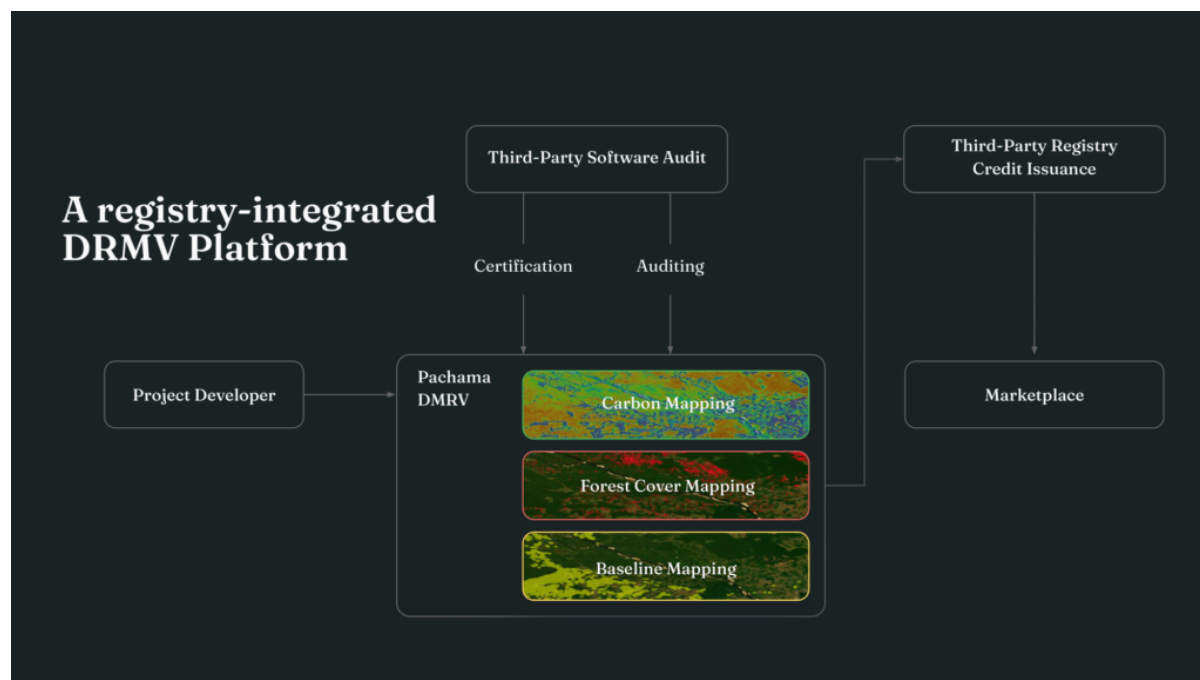 A registry-integrated
DRMV Platform
Third-Party Software Audit
Certification
Auditing
Project Developer
Pachama
DMRV
Carbon Mapping
Forest Cover Mapping
Baseline Mapping
Third-Party Registry
Credit Issuance
Marketplace